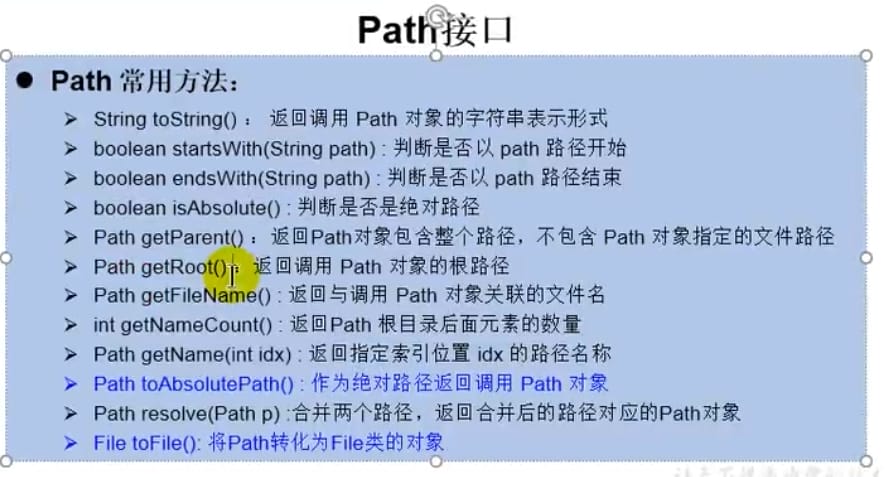 Path接口
● Path 常用方法：
➢ String toString() ： 返回调用 Path 对象的字符串表示形式
➢ boolean startsWith(String path) : 判断是否以 path 路径开始
➢ boolean endsWith(String path) : 判断是否以 path 路径结束
➢ boolean isAbsolute() : 判断是否是绝对路径
➢ Path getParent() ：返回Path对象包含整个路径，不包含 Path 对象指定的文件路径
➢ Path getRoot() ：返回调用 Path 对象的根路径
➢ Path getFileName() : 返回与调用 Path 对象关联的文件名
➢ int getNameCount() : 返回Path 根目录后面元素的数量
➢ Path getName(int idx) : 返回指定索引位置 idx 的路径名称
➢ Path toAbsolutePath() : 作为绝对路径返回调用 Path 对象
➢ Path resolve(Path p) :合并两个路径，返回合并后的路径对应的Path对象
➢ File toFile(): 将Path转化为File类的对象